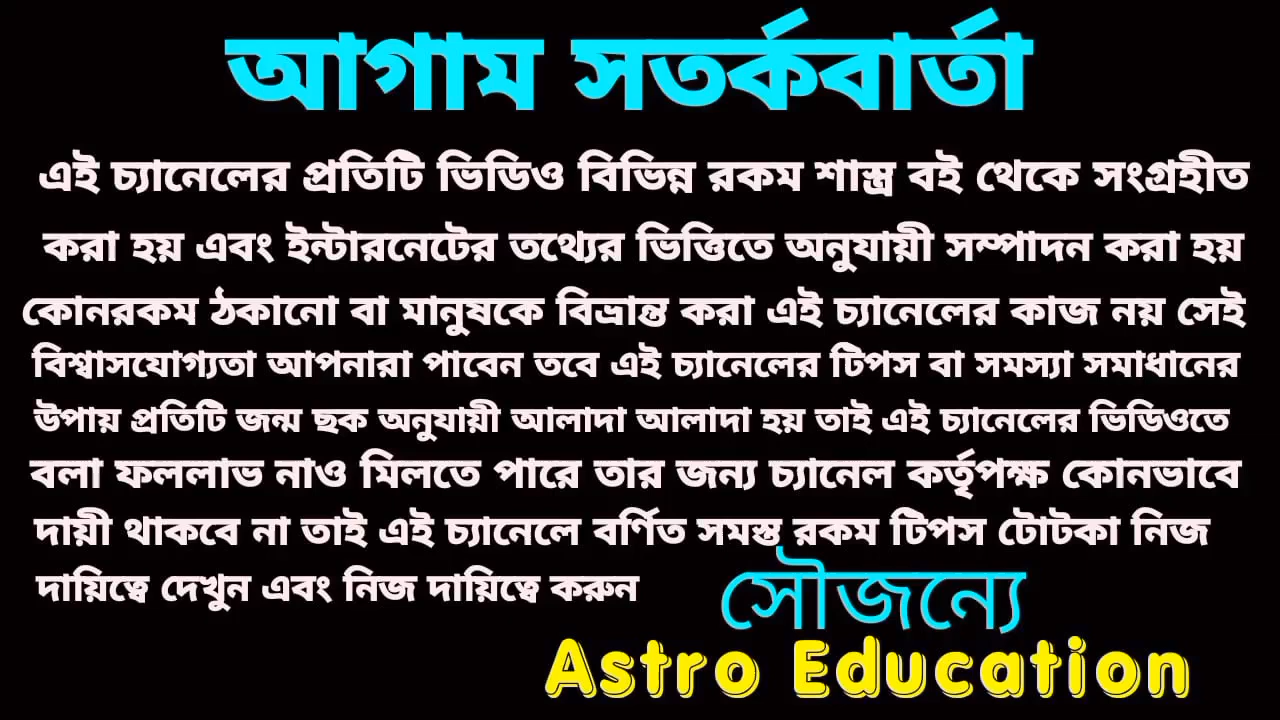 আগাম সতর্কবার্তা
এই চ্যানেলের প্রতিটি ভিডিও বিভিন্ন রকম শাস্ত্র বই থেকে সংগ্রহীত
করা হয় এবং ইন্টারনেটের তথ্যের ভিত্তিতে অনুযায়ী সম্পাদন করা হয়
কোনরকম ঠকানো বা মানুষকে বিভ্রান্ত করা এই চ্যানেলের কাজ নয় সেই
বিশ্বাসযোগ্যতা আপনারা পাবেন তবে এই চ্যানেলের টিপস বা সমস্যা সমাধানের
উপায় প্রতিটি জন্ম ছক অনুযায়ী আলাদা আলাদা হয় তাই এই চ্যানেলের ভিডিওতে
বলা ফললাভ নাও মিলতে পারে তার জন্য চ্যানেল কর্তৃপক্ষ কোনভাবে
দায়ী থাকবে না তাই এই চ্যানেলে বর্ণিত সমস্ত রকম টিপস টোটকা নিজ
দায়িত্বে দেখুন এবং নিজ দায়িত্বে করুন
সৌজন্যে
Astro Education